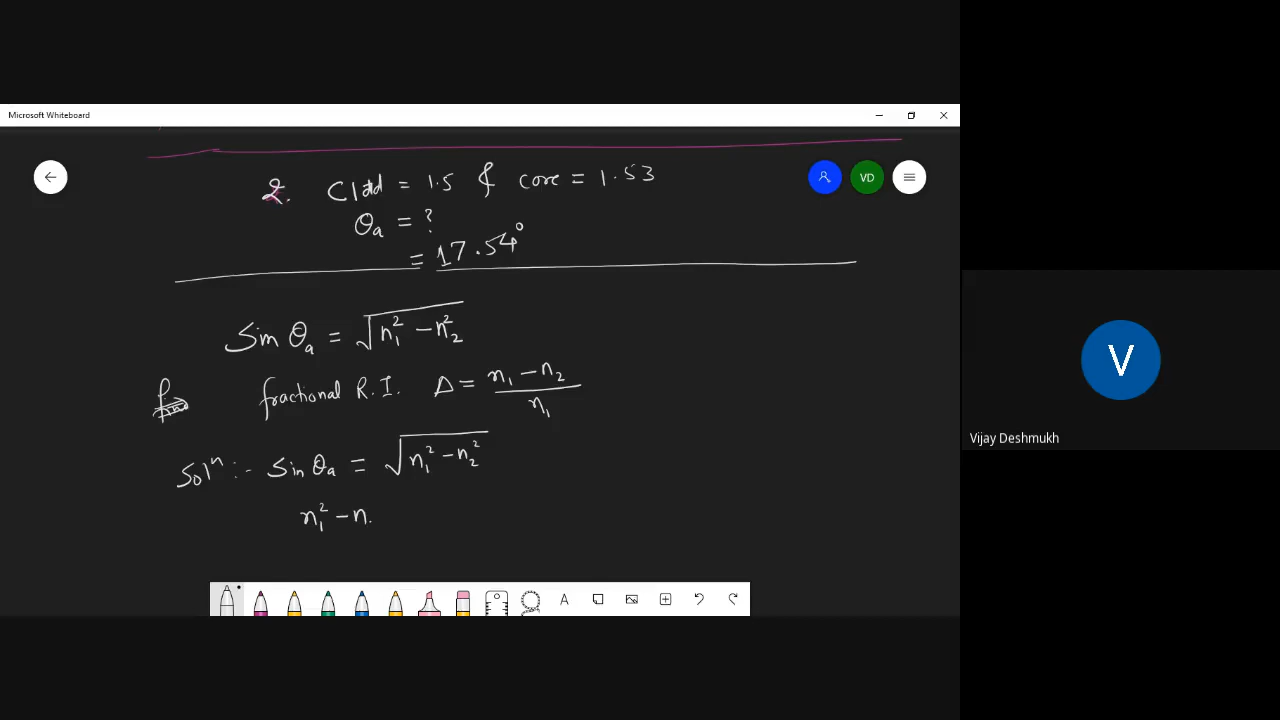 Microsoft Whiteboard
2. Cladd = 1.5 & core = 1.53
VD
θₐ = ?
= 17.54°
Sin θₐ = √(n₁² − n₂²)
fractional R.I. Δ = (n₁ − n₂)/n₁
Solⁿ :- Sin θₐ = √(n₁² − n₂²)
n₁² − n
V
Vijay Deshmukh
A